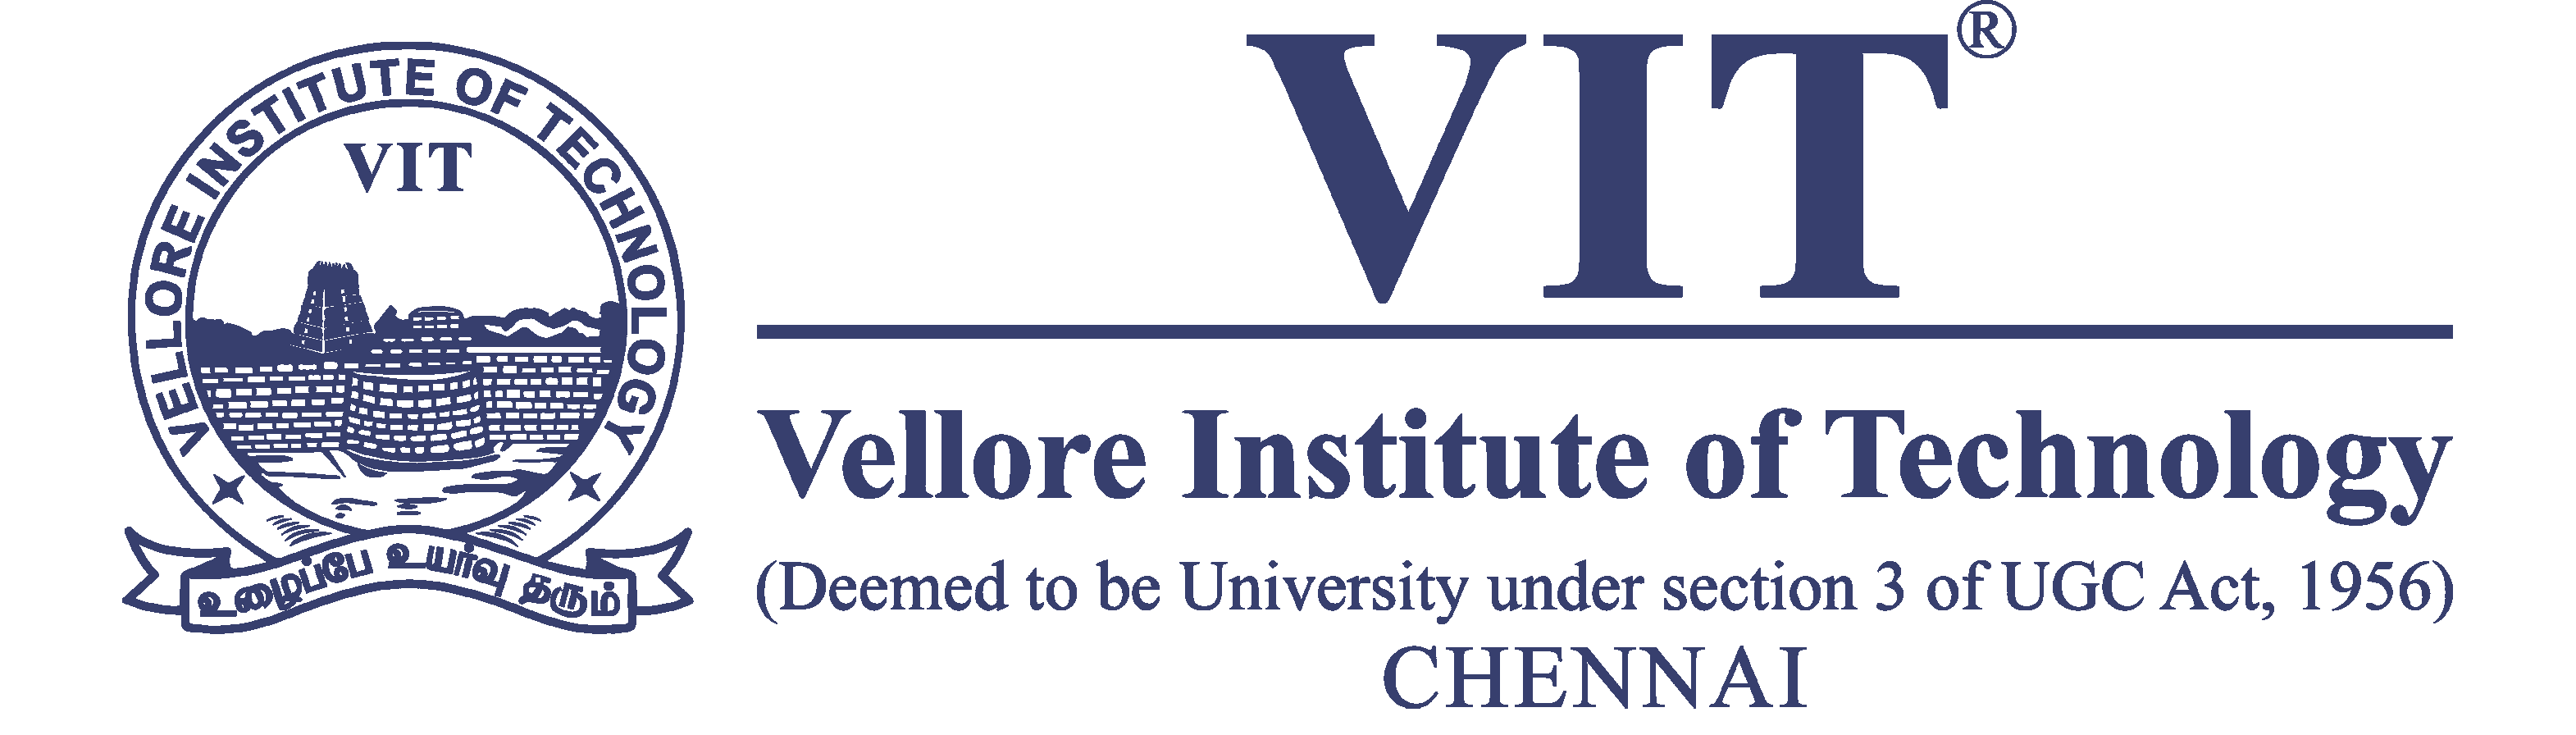 VELLORE INSTITUTE OF TECHNOLOGY
VIT
உழைப்பே உயர்வு தரும்
VIT®
Vellore Institute of Technology
(Deemed to be University under section 3 of UGC Act, 1956)
CHENNAI